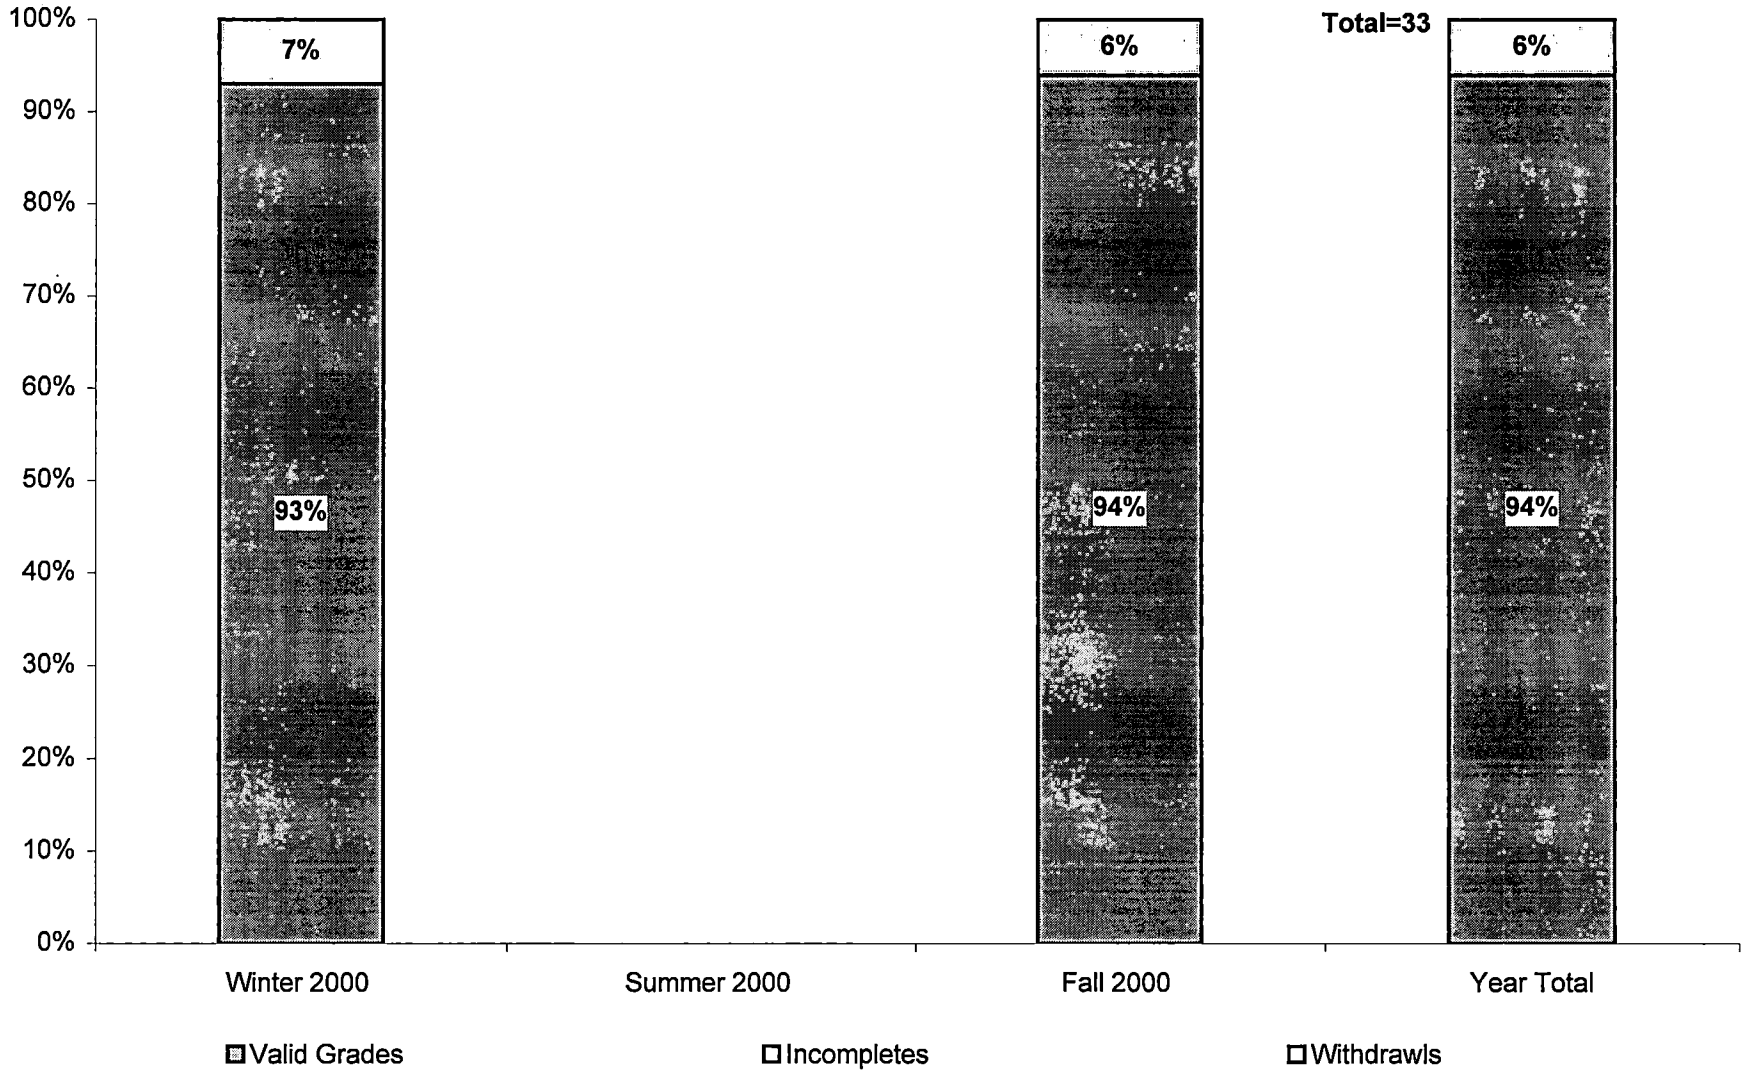 100%
Total=33
7%
6%
6%
90%
80%
70%
60%
50%
93%
94%
94%
40%
30%
20%
10%
0%
Winter 2000
Summer 2000
Fall 2000
Year Total
Valid Grades
Incompletes
Withdrawls